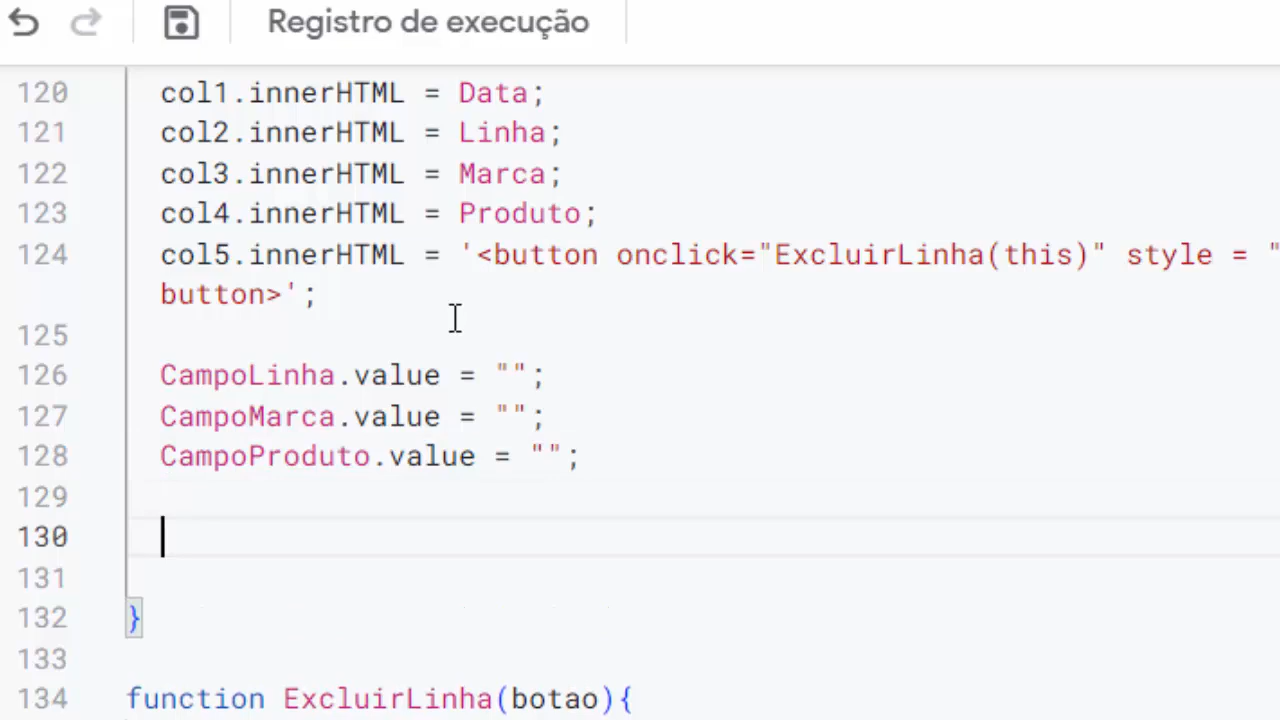 Registro de execução
120 col1.innerHTML = Data;
121 col2.innerHTML = Linha;
122 col3.innerHTML = Marca;
123 col4.innerHTML = Produto;
124 col5.innerHTML = '<button onclick="ExcluirLinha(this)" style = "
button>';
125
126 CampoLinha.value = "";
127 CampoMarca.value = "";
128 CampoProduto.value = "";
129
130
131
132 }
133
134 function ExcluirLinha(botao){